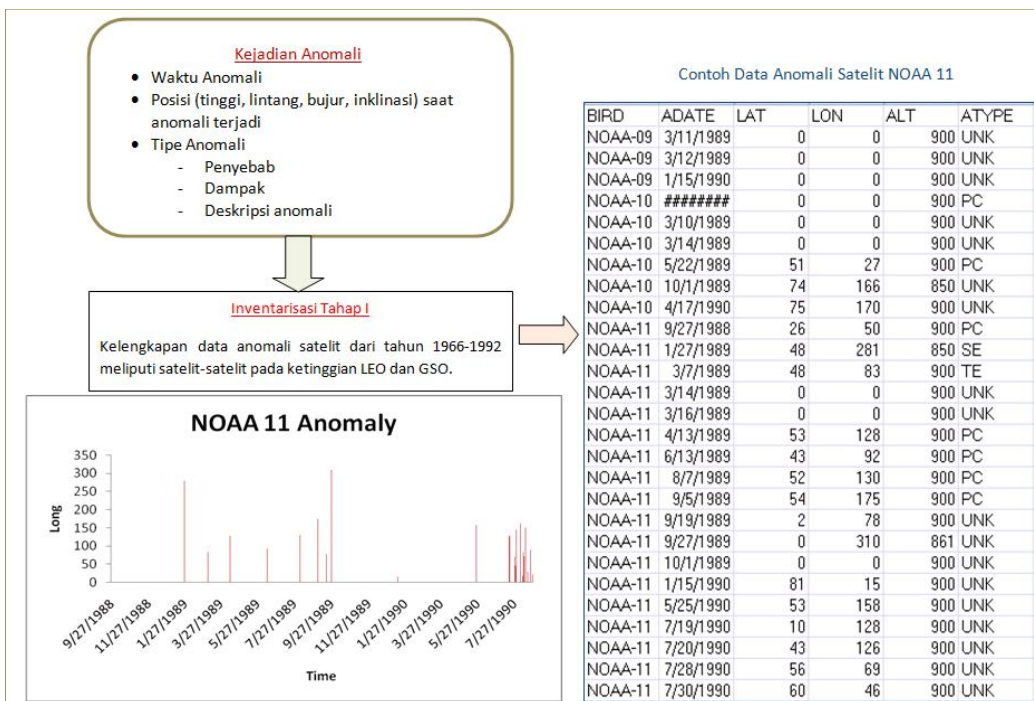 Kejadian Anomali
• Waktu Anomali
• Posisi (tinggi, lintang, bujur, inklinasi) saat
anomali terjadi
• Tipe Anomali
- Penyebab
- Dampak
- Deskripsi anomali
Inventarisasi Tahap I
Kelengkapan data anomali satelit dari tahun 1966-1992
meliputi satelit-satelit pada ketinggian LEO dan GSO.
NOAA 11 Anomaly
350
300
250
200
150
100
50
0
Long
9/27/1988 11/27/1988 1/27/1989 3/27/1989 5/27/1989 7/27/1989 9/27/1989 11/27/1989 1/27/1990 3/27/1990 5/27/1990 7/27/1990
Time
Contoh Data Anomali Satelit NOAA 11
BIRD ADATE LAT LON ALT ATYPE
NOAA-09 3/11/1989 0 0 900 UNK
NOAA-09 3/12/1989 0 0 900 UNK
NOAA-09 1/15/1990 0 0 900 UNK
NOAA-10 ######## 0 0 900 PC
NOAA-10 3/10/1989 0 0 900 UNK
NOAA-10 3/14/1989 0 0 900 UNK
NOAA-10 5/22/1989 51 27 900 PC
NOAA-10 10/1/1989 74 166 850 UNK
NOAA-10 4/17/1990 75 170 900 UNK
NOAA-11 9/27/1988 26 50 900 PC
NOAA-11 1/27/1989 48 281 850 SE
NOAA-11 3/7/1989 48 83 900 TE
NOAA-11 3/14/1989 0 0 900 UNK
NOAA-11 3/16/1989 0 0 900 UNK
NOAA-11 4/13/1989 53 128 900 PC
NOAA-11 6/13/1989 43 92 900 PC
NOAA-11 8/7/1989 52 130 900 PC
NOAA-11 9/5/1989 54 175 900 PC
NOAA-11 9/19/1989 2 78 900 UNK
NOAA-11 9/27/1989 0 310 861 UNK
NOAA-11 10/1/1989 0 0 900 UNK
NOAA-11 1/15/1990 81 15 900 UNK
NOAA-11 5/25/1990 53 158 900 UNK
NOAA-11 7/19/1990 10 128 900 UNK
NOAA-11 7/20/1990 43 126 900 UNK
NOAA-11 7/28/1990 56 69 900 UNK
NOAA-11 7/30/1990 60 46 900 UNK